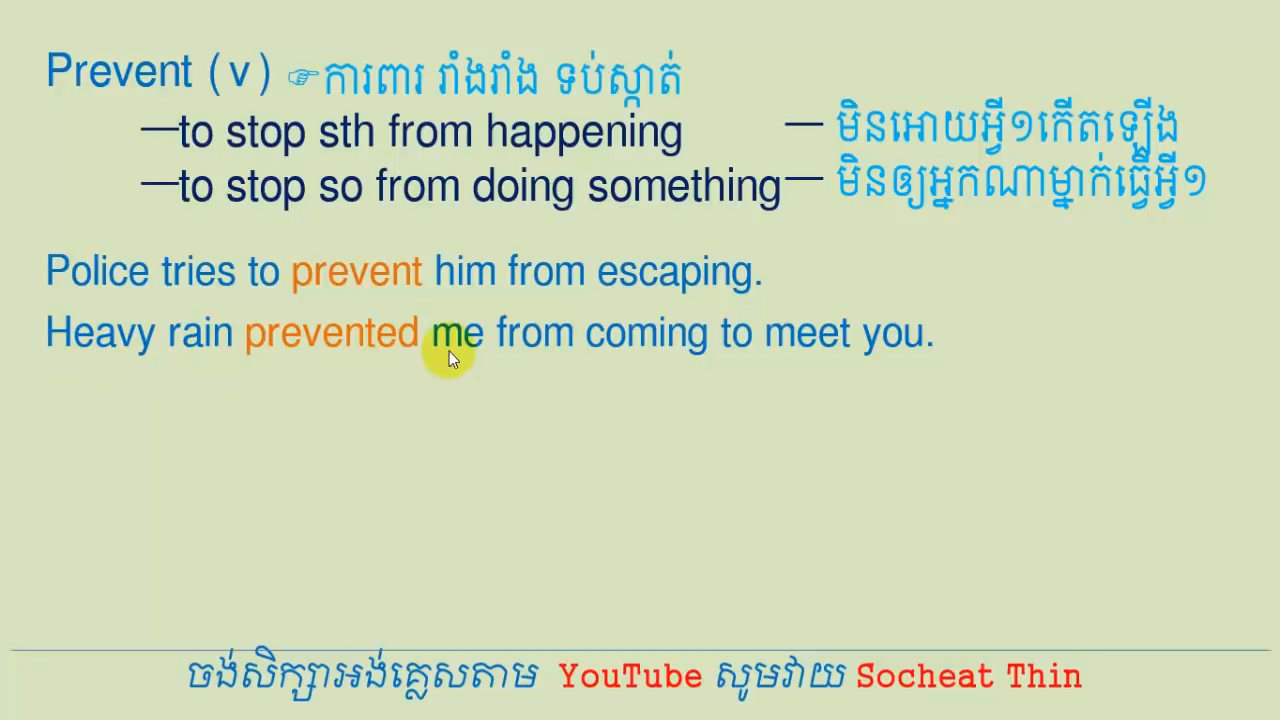 Prevent (v) ☞ការពារ រាំងរាំង ទប់ស្កាត់
—to stop sth from happening — មិនអោយអ្វី១កើតឡើង
—to stop so from doing something — មិនឲ្យអ្នកណាម្នាក់ធ្វើអ្វី១
Police tries to prevent him from escaping.
Heavy rain prevented me from coming to meet you.
ចង់សិក្សាអង់គ្លេសតាម YouTube សូមវាយ Socheat Thin